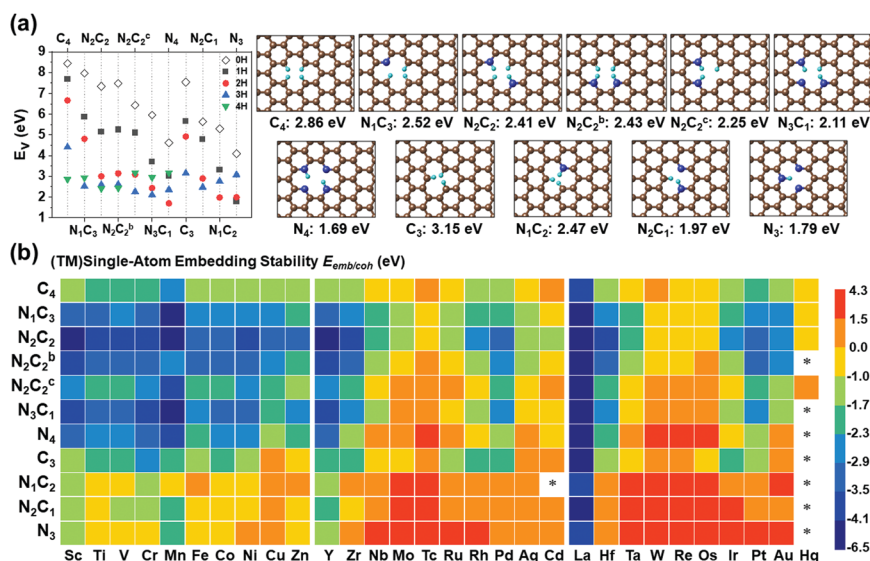 (a)
C4 N2C2 N2C2c N4 N2C1 N3
9
8
7
6
5
4
3
2
1
EV (eV)
0H
1H
2H
3H
4H
N1C3 N2C2b N3C1 C3 N1C2
C4: 2.86 eV N1C3: 2.52 eV N2C2: 2.41 eV N2C2b: 2.43 eV N2C2c: 2.25 eV N3C1: 2.11 eV
N4: 1.69 eV C3: 3.15 eV N1C2: 2.47 eV N2C1: 1.97 eV N3: 1.79 eV
(b)
(TM)Single-Atom Embedding Stability Eemb/coh (eV)
C4
N1C3
N2C2
N2C2b
N2C2c
N3C1
N4
C3
N1C2
N2C1
N3
*
*
*
*
*
*
*
*
Sc Ti V Cr Mn Fe Co Ni Cu Zn Y Zr Nb Mo Tc Ru Rh Pd Ag Cd La Hf Ta W Re Os Ir Pt Au Hg
4.3
1.5
0.0
-1.0
-1.6
-2.3
-2.9
-3.5
-4.5
-5.1
-6.5